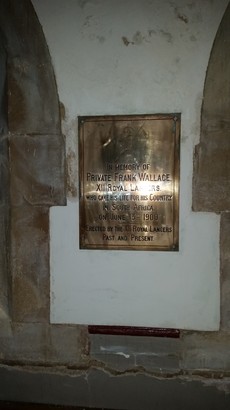 IN MEMORY OF
PRIVATE FRANK WALLACE
XII ROYAL LANCERS
WHO GAVE HIS LIFE FOR HIS COUNTRY
IN SOUTH AFRICA
ON JUNE 1900
ERECTED BY THE XII ROYAL LANCERS
PAST AND PRESENT